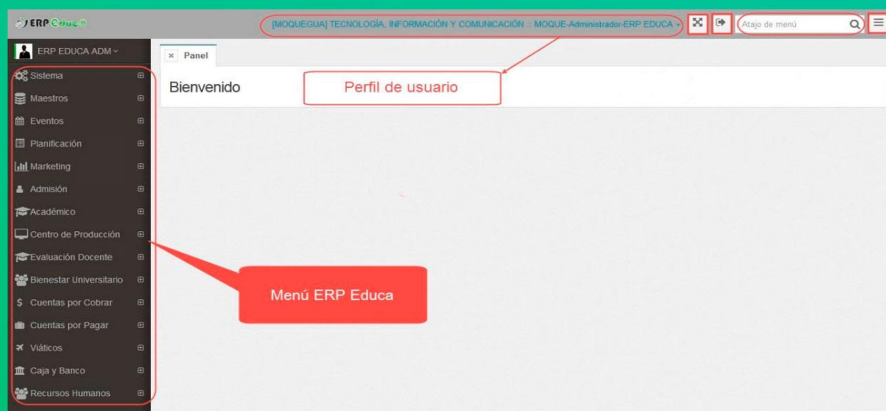 ERP Educa
[MOQUEGUA] TECNOLOGÍA, INFORMACIÓN Y COMUNICACIÓN :: MOQUE-Administrador-ERP EDUCA
Atajo de menú
ERP EDUCA ADM
× Panel
Bienvenido
Perfil de usuario
Sistema
Maestros
Eventos
Planificación
Marketing
Admisión
Académico
Centro de Producción
Evaluación Docente
Bienestar Universitario
Menú ERP Educa
$ Cuentas por Cobrar
Cuentas por Pagar
Viáticos
Caja y Banco
Recursos Humanos